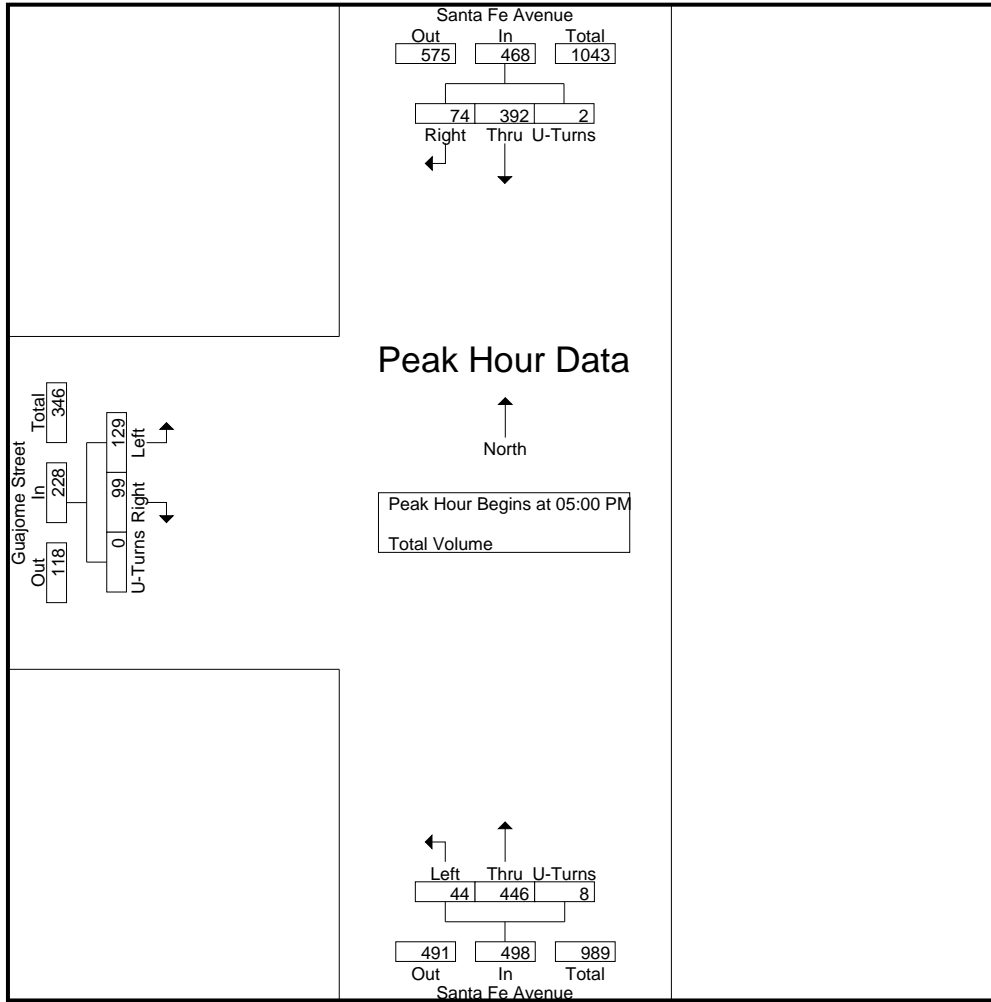 Santa Fe Avenue
Out In Total
575 468 1043
74 392 2
Right Thru U-Turns
Guajome Street
Out In Total
118 228 346
0 99 129
U-Turns Right Left
Peak Hour Data
North
Peak Hour Begins at 05:00 PM
Total Volume
Left Thru U-Turns
44 446 8
491 498 989
Out In Total
Santa Fe Avenue